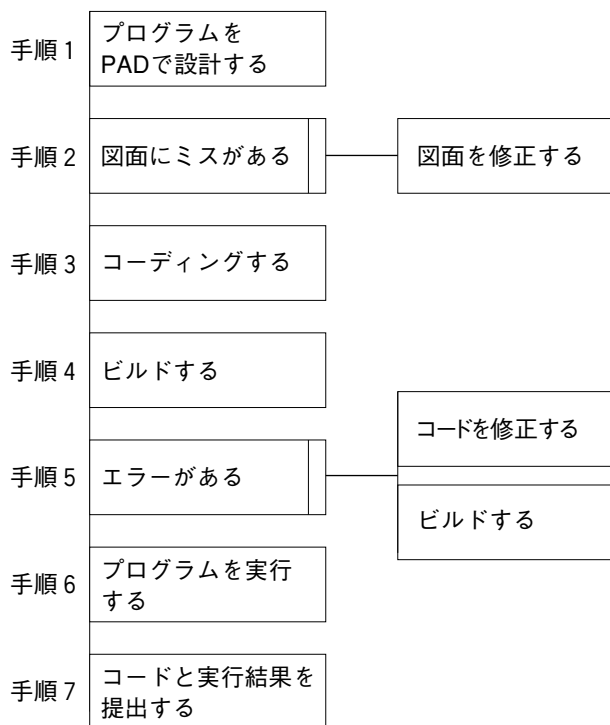 手順1
プログラムを
PADで設計する
手順2
図面にミスがある
図面を修正する
手順3
コーディングする
手順4
ビルドする
手順5
エラーがある
コードを修正する
ビルドする
手順6
プログラムを実行
する
手順7
コードと実行結果を
提出する